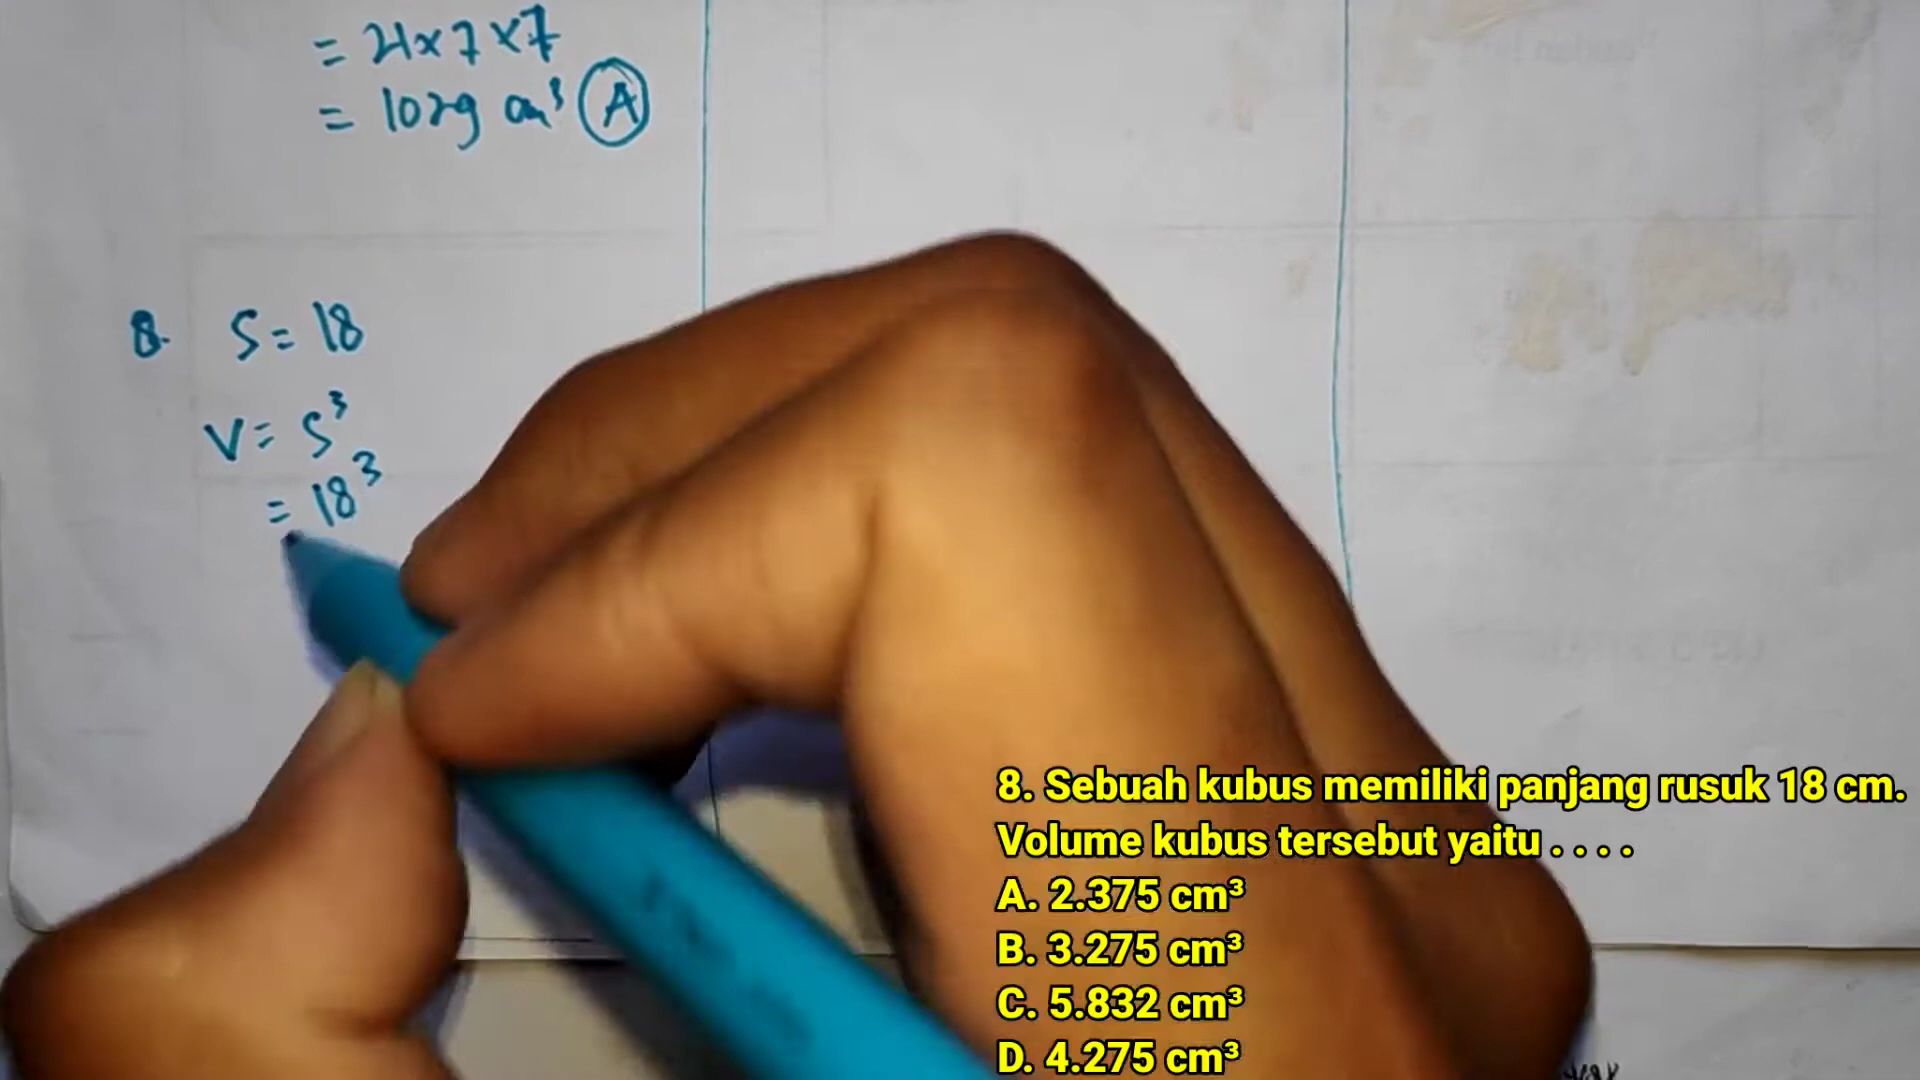 = 21x7x7
= 1029 cm³ (A)
8. S = 18
V = S³
= 18³
8. Sebuah kubus memiliki panjang rusuk 18 cm.
Volume kubus tersebut yaitu . . . .
A. 2.375 cm³
B. 3.275 cm³
C. 5.832 cm³
D. 4.275 cm³